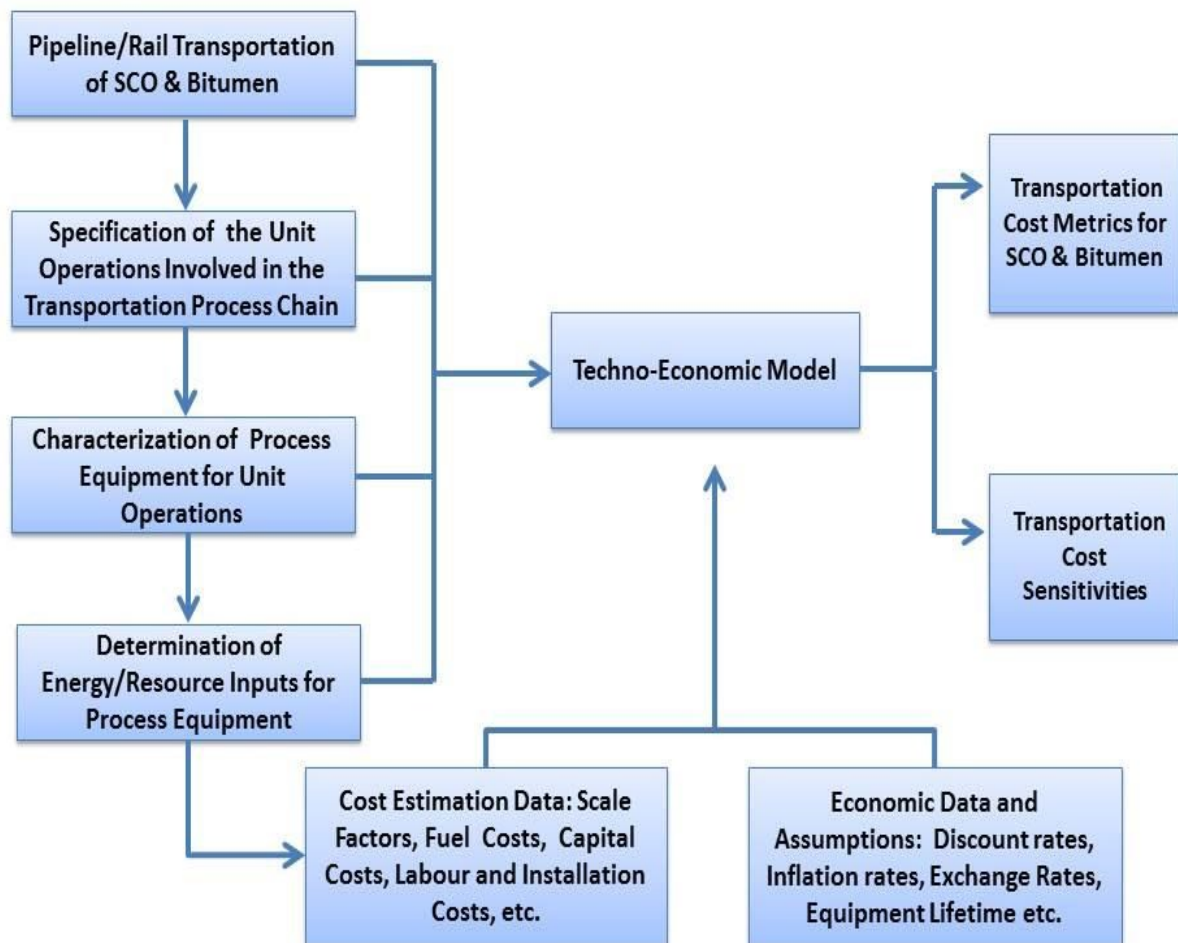 Pipeline/Rail Transportation
of SCO & Bitumen
Specification of the Unit
Operations Involved in the
Transportation Process Chain
Characterization of Process
Equipment for Unit
Operations
Determination of
Energy/Resource Inputs for
Process Equipment
Cost Estimation Data: Scale
Factors, Fuel Costs, Capital
Costs, Labour and Installation
Costs, etc.
Economic Data and
Assumptions: Discount rates,
Inflation rates, Exchange Rates,
Equipment Lifetime etc.
Techno-Economic Model
Transportation
Cost Metrics for
SCO & Bitumen
Transportation
Cost
Sensitivities